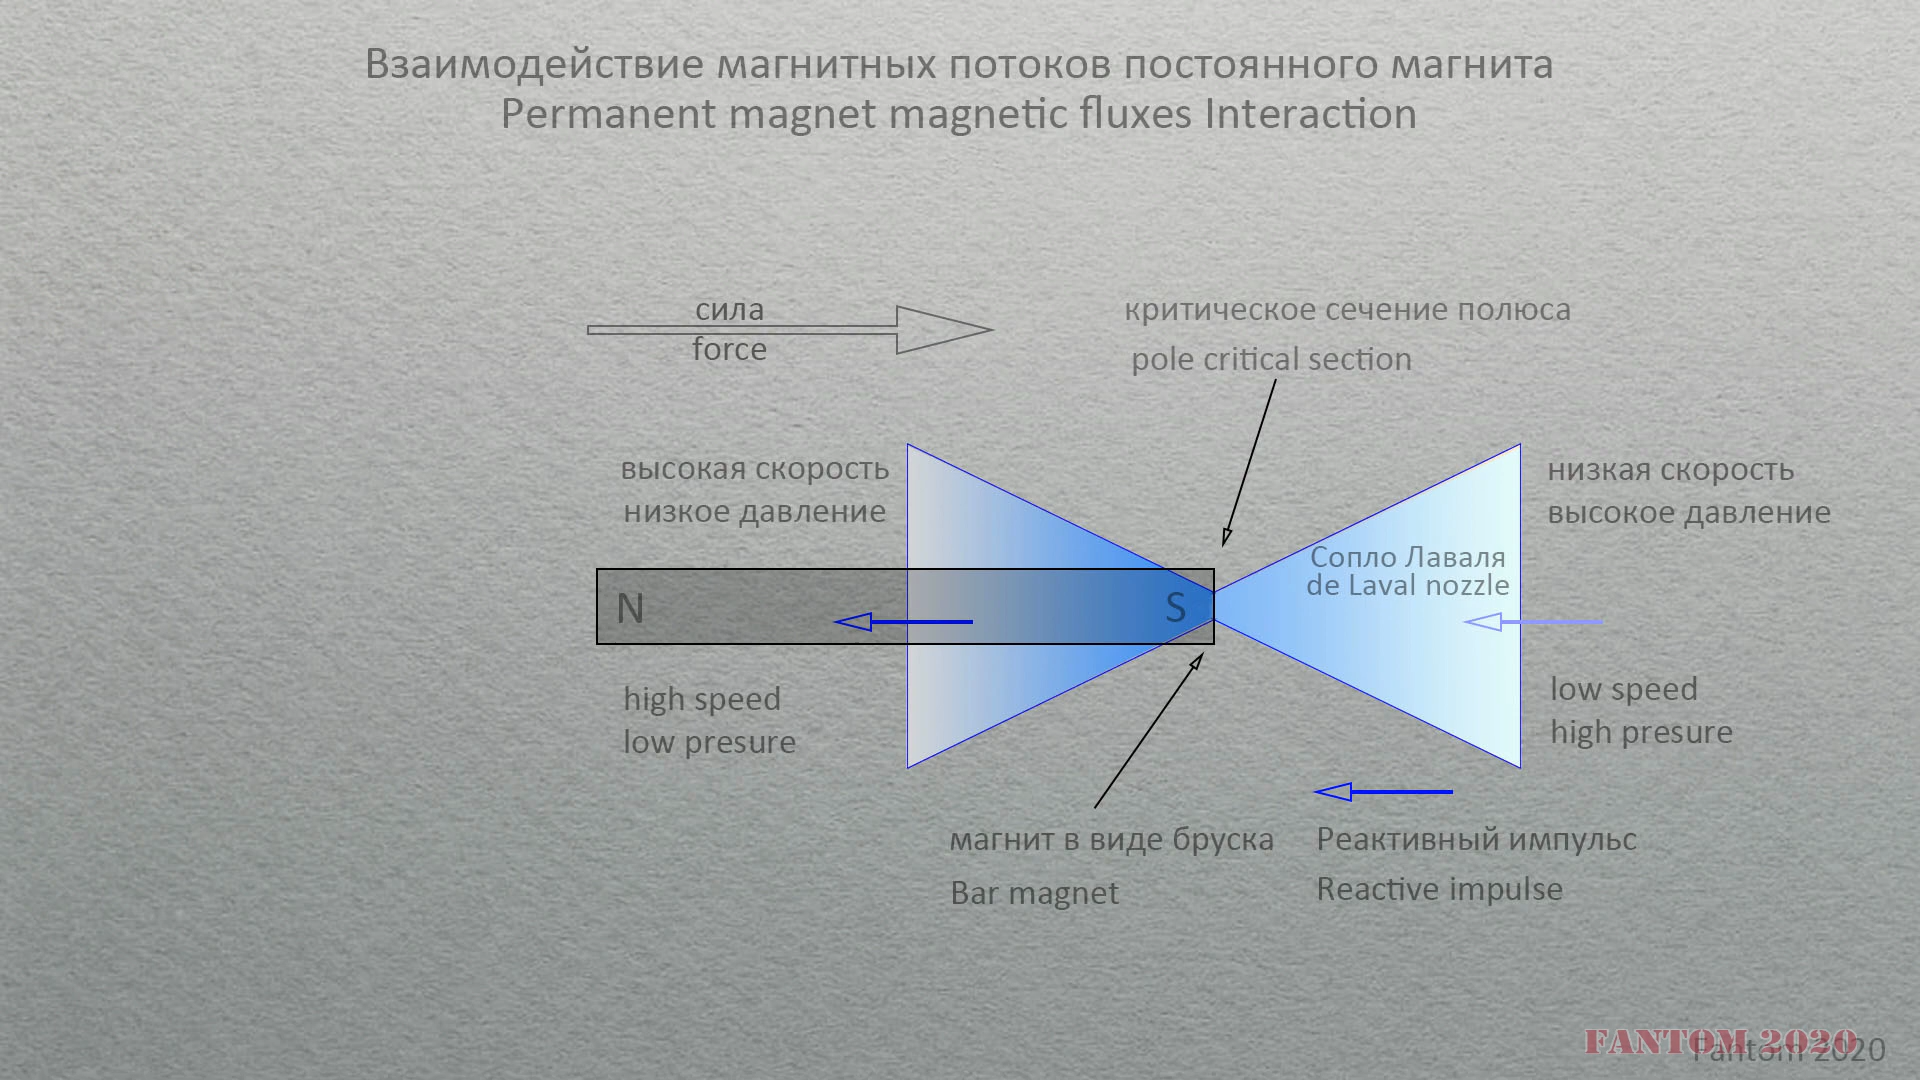 Взаимодействие магнитных потоков постоянного магнита
Permanent magnet magnetic fluxes Interaction
сила
force
критическое сечение полюса
pole critical section
высокая скорость
низкое давление
низкая скорость
высокое давление
Сопло Лаваля
de Laval nozzle
N
S
high speed
low presure
low speed
high presure
магнит в виде бруска
Bar magnet
Реактивный импульс
Reactive impulse
FANTOM 2020
Fantom 2020